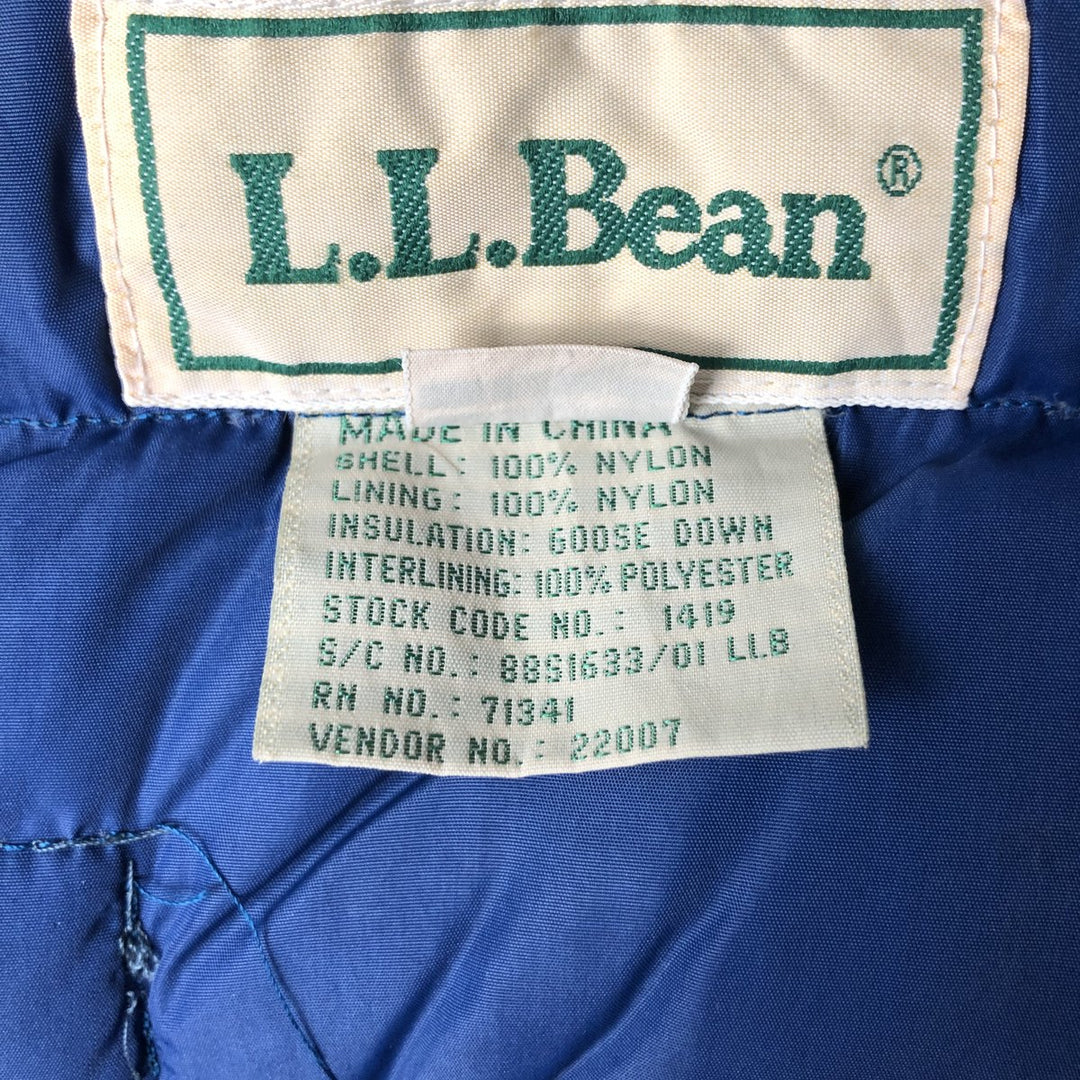 L.L.Bean®
MADE IN CHINA
SHELL: 100% NYLON
LINING: 100% NYLON
INSULATION: GOOSE DOWN
INTERLINING: 100% POLYESTER
STOCK CODE NO.: 1419
S/C NO.: 88S1633/01 LLB
RN NO.: 71341
VENDOR NO.: 22007